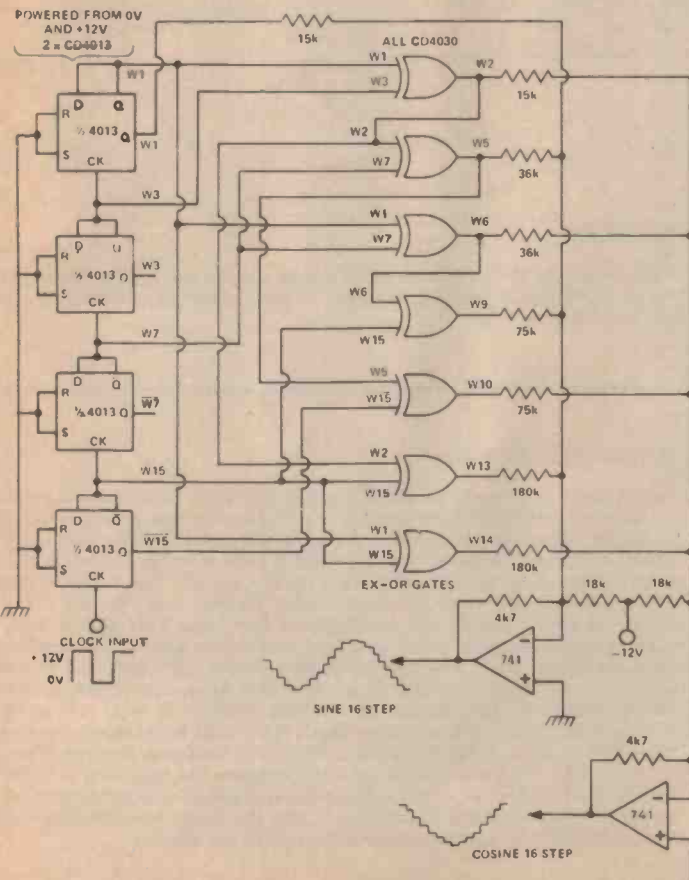 POWERED FROM 0V
AND +12V
2 x CD4013
15k
ALL CD4030
W1
D Q
R
S
½ 4013
Q
CK
W1
W1
W3
W2
15k
W3
D Q
R
S
½ 4013 Q
CK
W3
W2
W7
W5
36k
W1
W7
W6
36k
W7
D Q
R
S
½ 4013 Q
CK
W7
W6
W15
W9
75k
W5
W15
W10
75k
W15
D Q
R
S
½ 4013 Q
CK
W15
W2
W15
W13
180k
W1
W15
W14
180k
EX-OR GATES
CLOCK INPUT
+ 12V
0V
4k7
18k
18k
-12V
741
-
+
SINE 16 STEP
4k7
741
-
+
COSINE 16 STEP